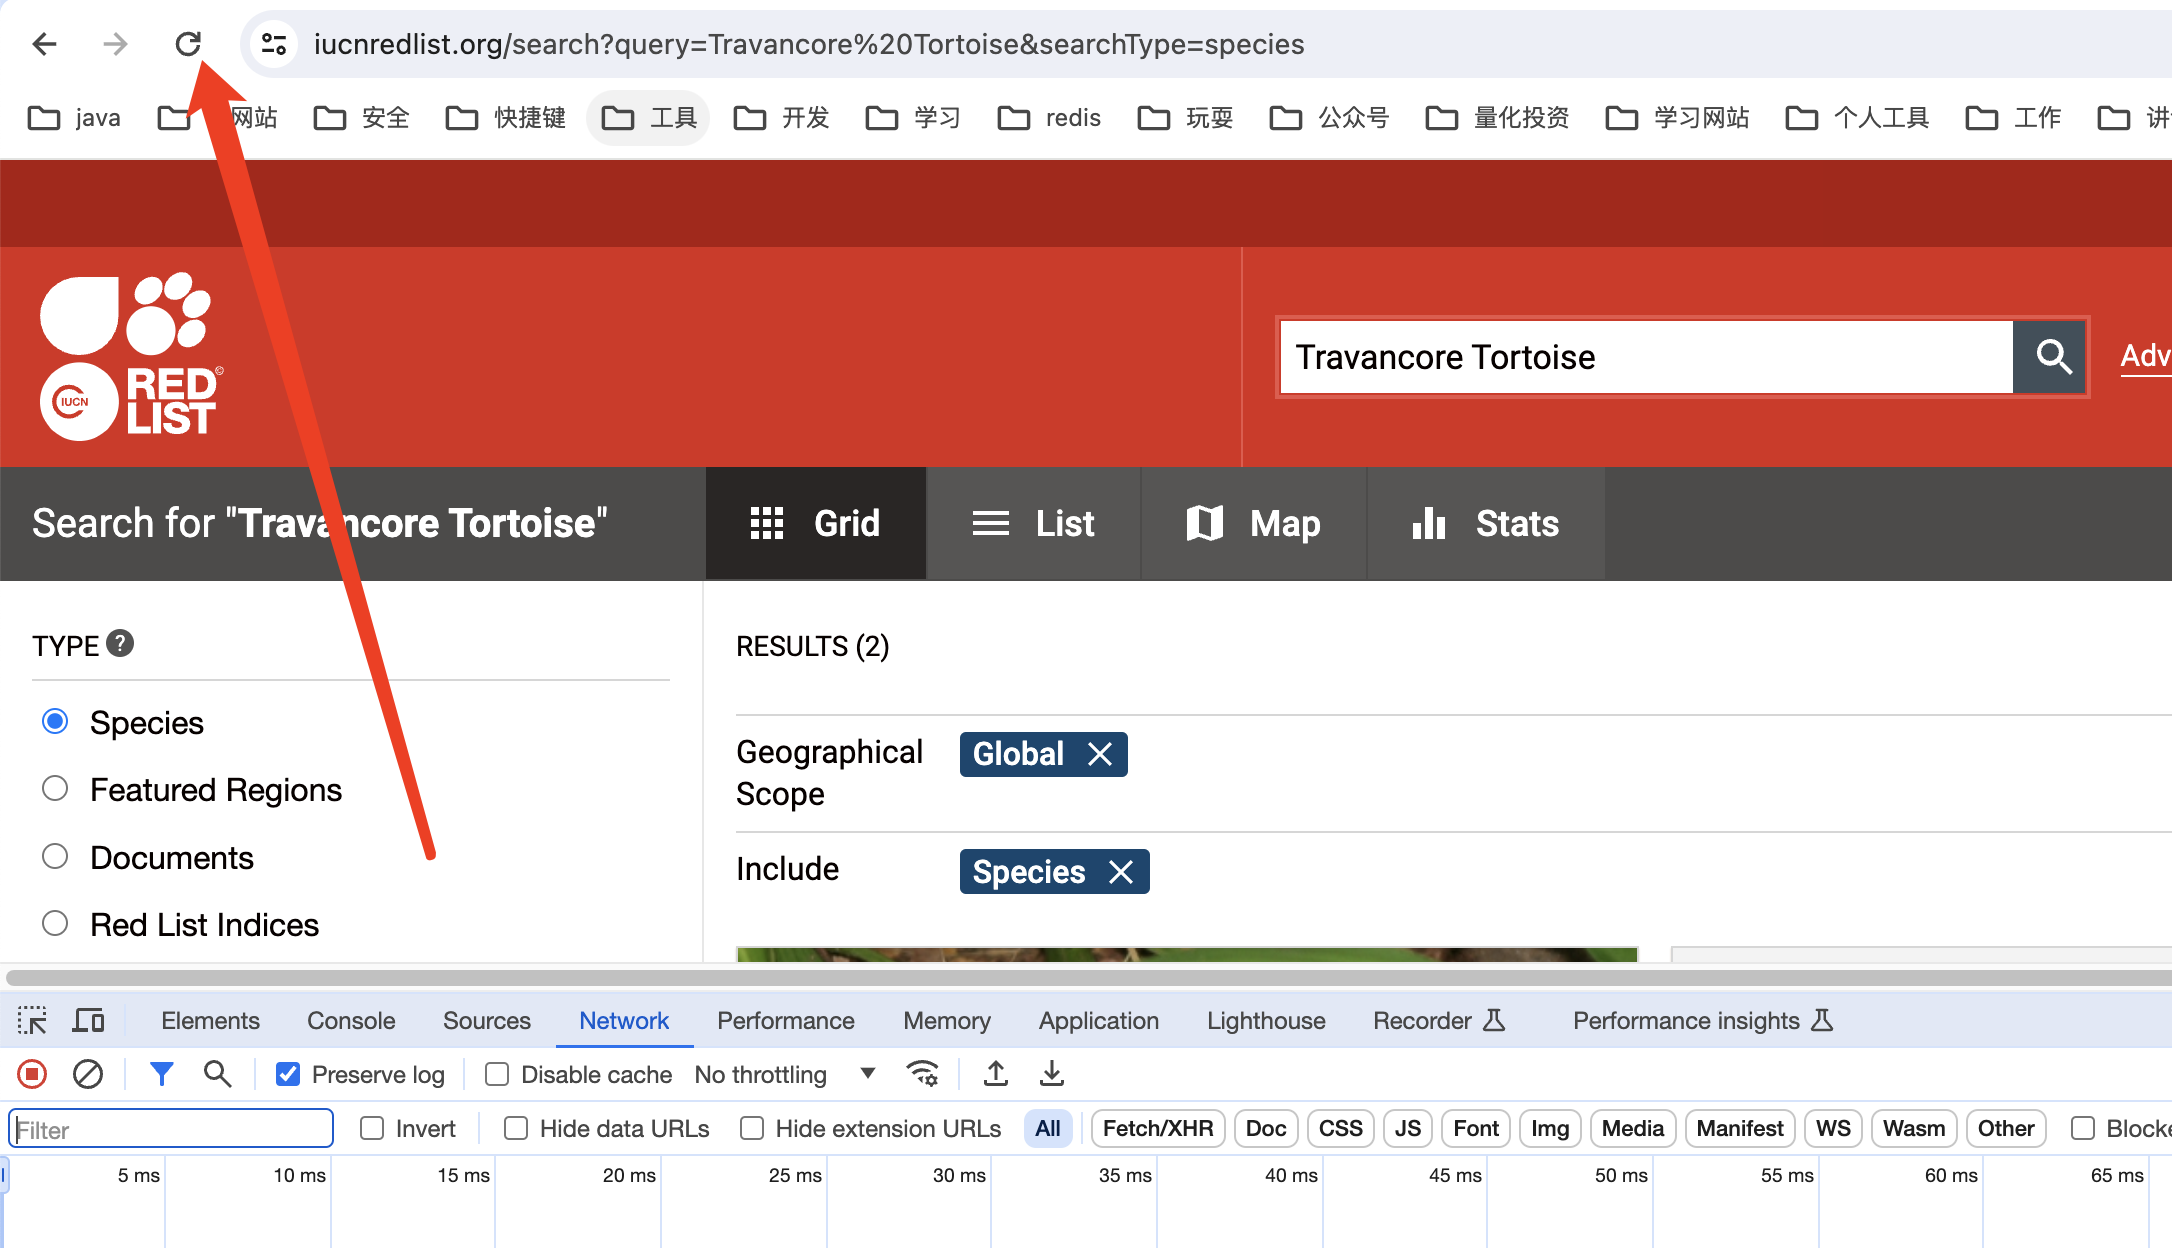 iucnredlist.org/search?query=Travancore%20Tortoise&searchType=species
java 网站 安全 快捷键 工具 开发 学习 redis 玩耍 公众号 量化投资 学习网站 个人工具 工作
Travancore Tortoise
Adv
IUCN
RED
LIST
©
Search for "Travancore Tortoise"
Grid List Map Stats
TYPE ?
RESULTS (2)
Species
Featured Regions
Documents
Red List Indices
Geographical
Scope
Global
Include
Species
Elements Console Sources Network Performance Memory Application Lighthouse Recorder Performance insights
Preserve log Disable cache No throttling
Filter Invert Hide data URLs Hide extension URLs All Fetch/XHR Doc CSS JS Font Img Media Manifest WS Wasm Other Blocke
5 ms 10 ms 15 ms 20 ms 25 ms 30 ms 35 ms 40 ms 45 ms 50 ms 55 ms 60 ms 65 ms